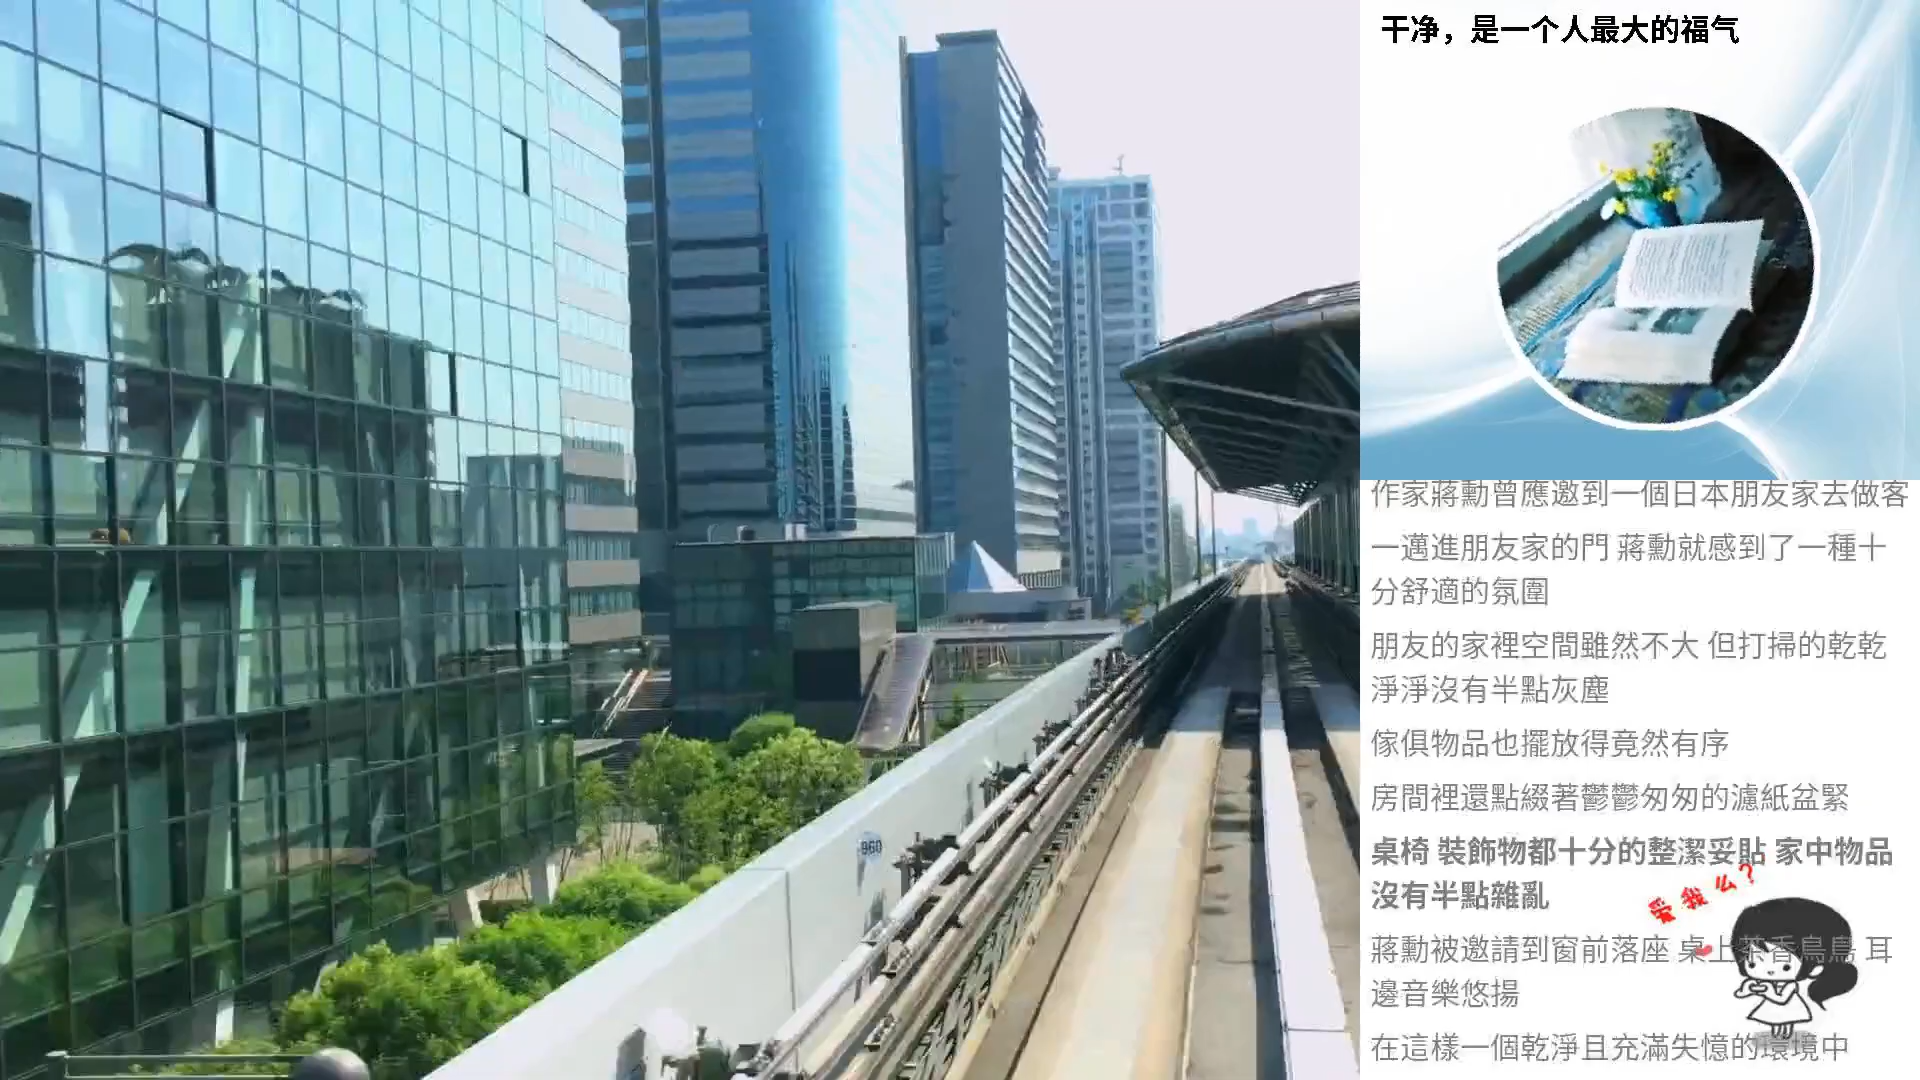 干净，是一个人最大的福气
作家蔣勳曾應邀到一個日本朋友家去做客
一邁進朋友家的門 蔣勳就感到了一種十
分舒適的氛圍
朋友的家裡空間雖然不大 但打掃的乾乾
淨淨沒有半點灰塵
傢俱物品也擺放得竟然有序
房間裡還點綴著鬱鬱匆匆的濾紙盆緊
桌椅 裝飾物都十分的整潔妥貼 家中物品
沒有半點雜亂
爱我么？
蔣勳被邀請到窗前落座 桌上茶香鳥鳥 耳
邊音樂悠揚
在這樣一個乾淨且充滿失憶的環境中
960